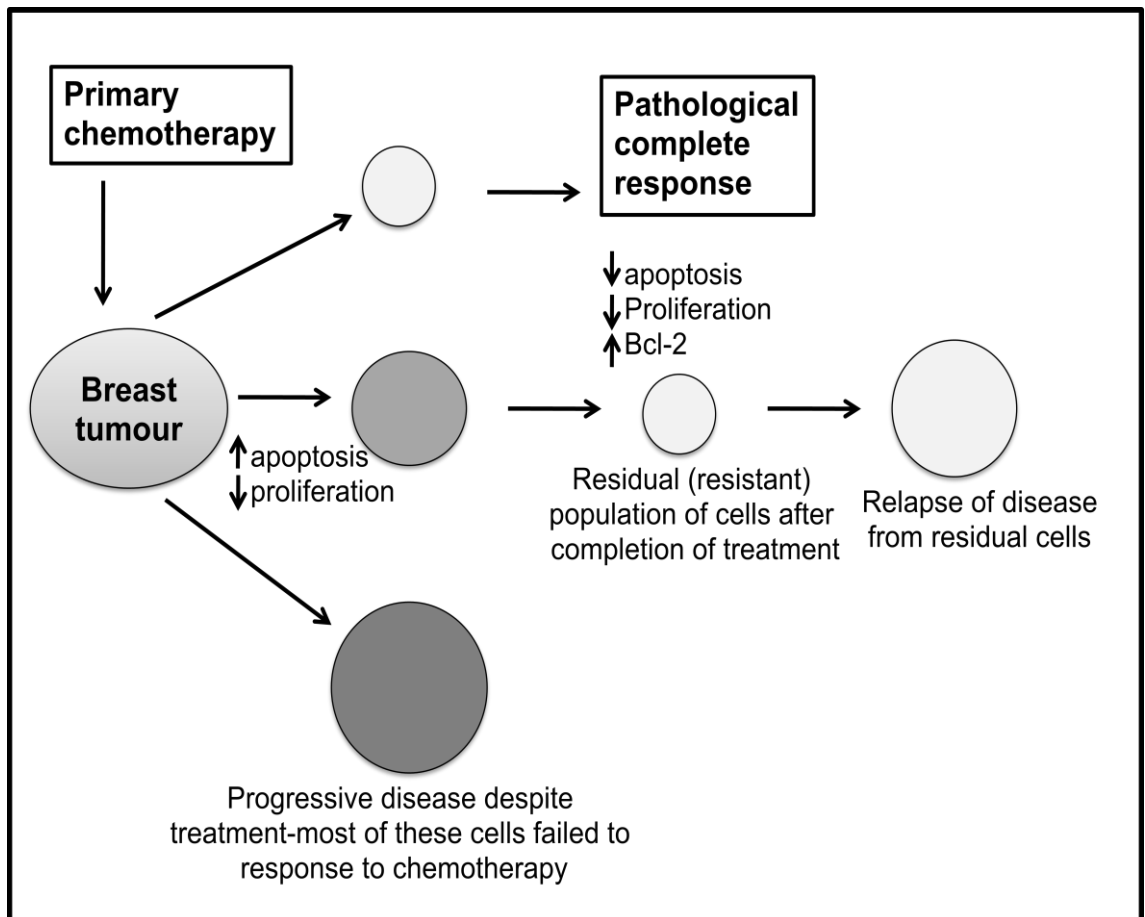 Primary
chemotherapy
Pathological
complete
response
↓ apoptosis
↓ Proliferation
↑ Bcl-2
Breast
tumour
↑ apoptosis
↓ proliferation
Residual (resistant)
population of cells after
completion of treatment
Relapse of disease
from residual cells
Progressive disease despite
treatment-most of these cells failed to
response to chemotherapy